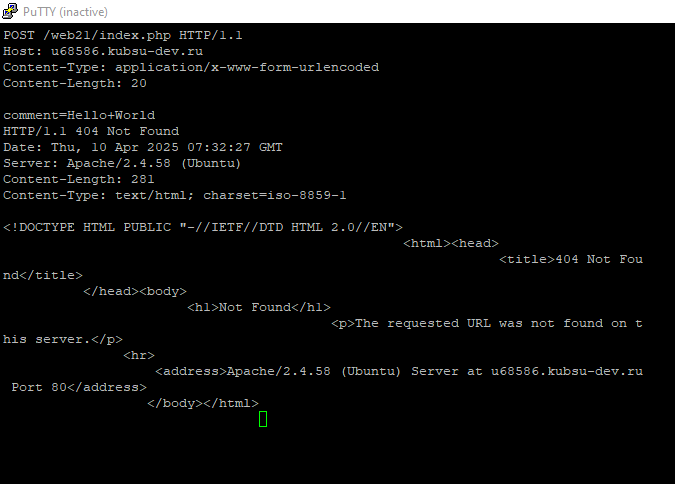 PuTTY (inactive)
POST /web21/index.php HTTP/1.1
Host: u68586.kubsu-dev.ru
Content-Type: application/x-www-form-urlencoded
Content-Length: 20

comment=Hello+World
HTTP/1.1 404 Not Found
Date: Thu, 10 Apr 2025 07:32:27 GMT
Server: Apache/2.4.58 (Ubuntu)
Content-Length: 281
Content-Type: text/html; charset=iso-8859-1

<!DOCTYPE HTML PUBLIC "-//IETF//DTD HTML 2.0//EN">
<html><head>
<title>404 Not Fou
nd</title>
</head><body>
<h1>Not Found</h1>
<p>The requested URL was not found on t
his server.</p>
<hr>
<address>Apache/2.4.58 (Ubuntu) Server at u68586.kubsu-dev.ru
Port 80</address>
</body></html>